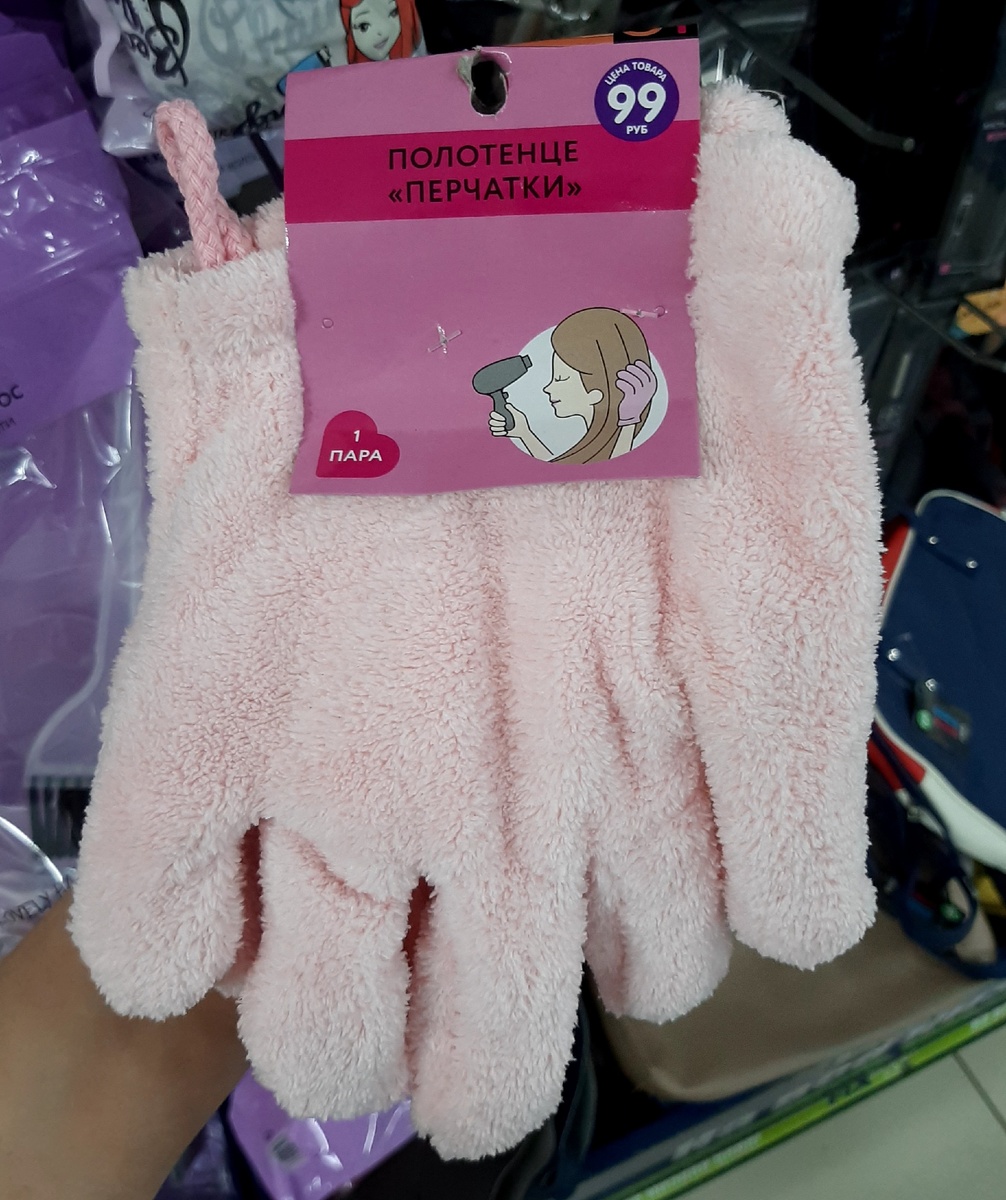 ЦЕНА ТОВАРА
99
РУБ
ПОЛОТЕНЦЕ
«ПЕРЧАТКИ»
1
ПАРА